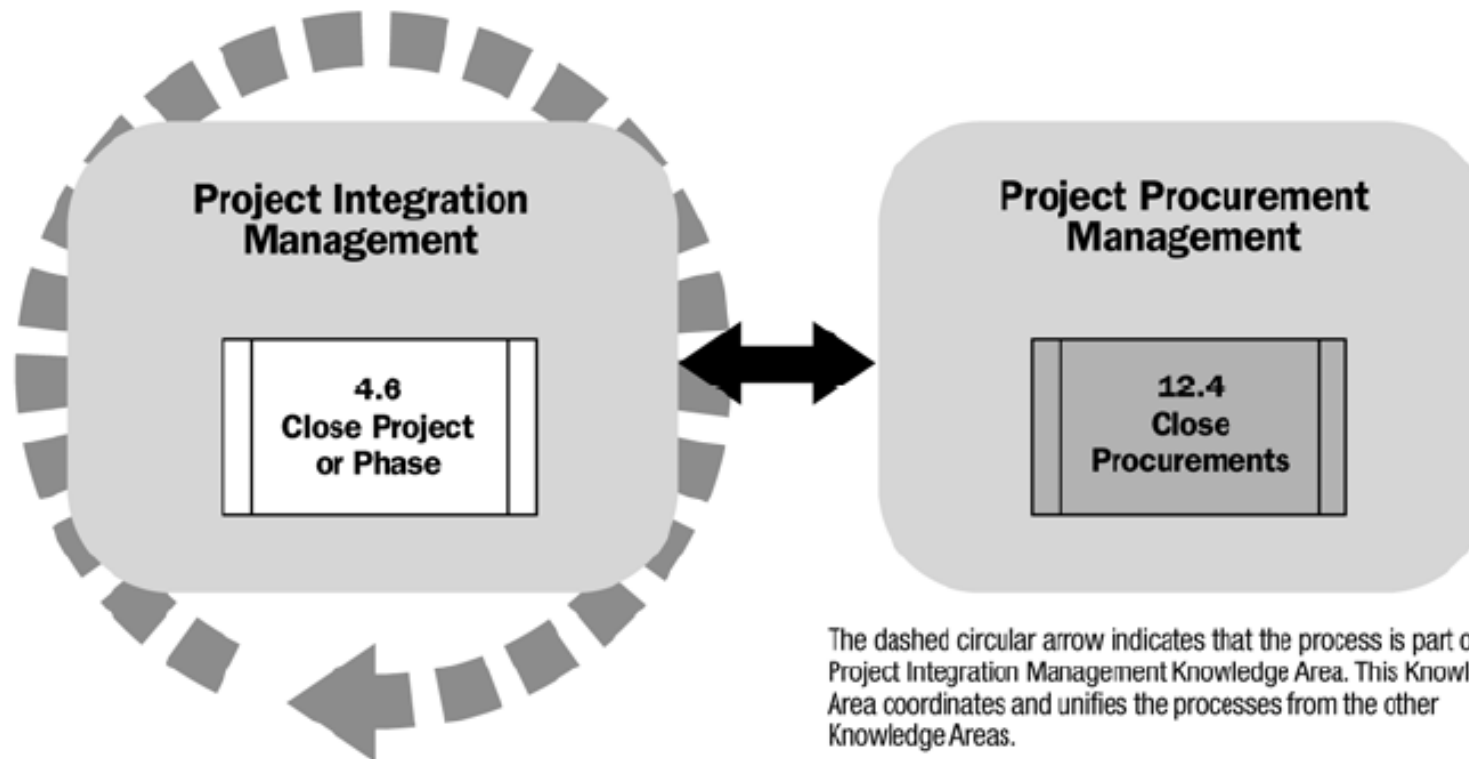 Project Integration
Management
4.6
Close Project
or Phase
Project Procurement
Management
12.4
Close
Procurements
The dashed circular arrow indicates that the process is part
Project Integration Management Knowledge Area. This
Area coordinates and unifies the processes from the other
Knowledge Areas.